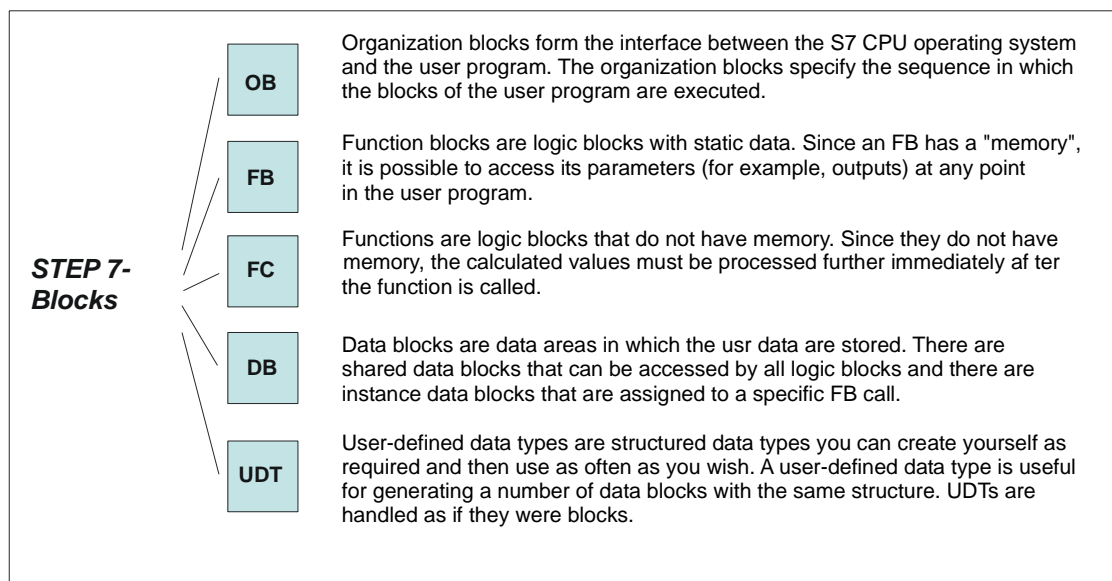 STEP 7-
Blocks
OB
Organization blocks form the interface between the S7 CPU operating system
and the user program. The organization blocks specify the sequence in which
the blocks of the user program are executed.
FB
Function blocks are logic blocks with static data. Since an FB has a "memory",
it is possible to access its parameters (for example, outputs) at any point
in the user program.
FC
Functions are logic blocks that do not have memory. Since they do not have
memory, the calculated values must be processed further immediately af ter
the function is called.
DB
Data blocks are data areas in which the usr data are stored. There are
shared data blocks that can be accessed by all logic blocks and there are
instance data blocks that are assigned to a specific FB call.
UDT
User-defined data types are structured data types you can create yourself as
required and then use as often as you wish. A user-defined data type is useful
for generating a number of data blocks with the same structure. UDTs are
handled as if they were blocks.